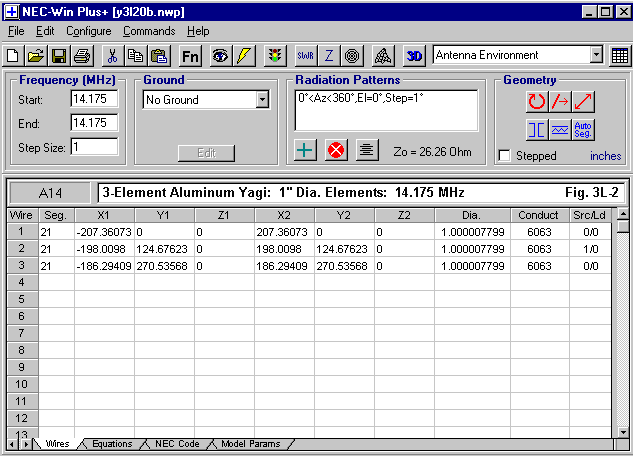 NEC-Win Plus+ [y3l20b.nwp]
File Edit Configure Commands Help
Fn SWR Z 3D Antenna Environment
Frequency (MHz)
Start: 14.175
End: 14.175
Step Size: 1
Ground
No Ground
Edit
Radiation Patterns
0°<Az<360°,El=0°,Step=1°
Zo = 26.26 Ohm
Geometry
Auto Seg.
Stepped inches
A14 3-Element Aluminum Yagi: 1" Dia. Elements: 14.175 MHz Fig. 3L-2
Wire Seg. X1 Y1 Z1 X2 Y2 Z2 Dia. Conduct Src/Ld
1 21 -207.36073 0 0 207.36073 0 0 1.000007799 6063 0/0
2 21 -198.0098 124.67623 0 198.0098 124.67623 0 1.000007799 6063 1/0
3 21 -186.29409 270.53568 0 186.29409 270.53568 0 1.000007799 6063 0/0
4
5
6
7
8
9
10
11
12
13
Wires Equations NEC Code Model Params